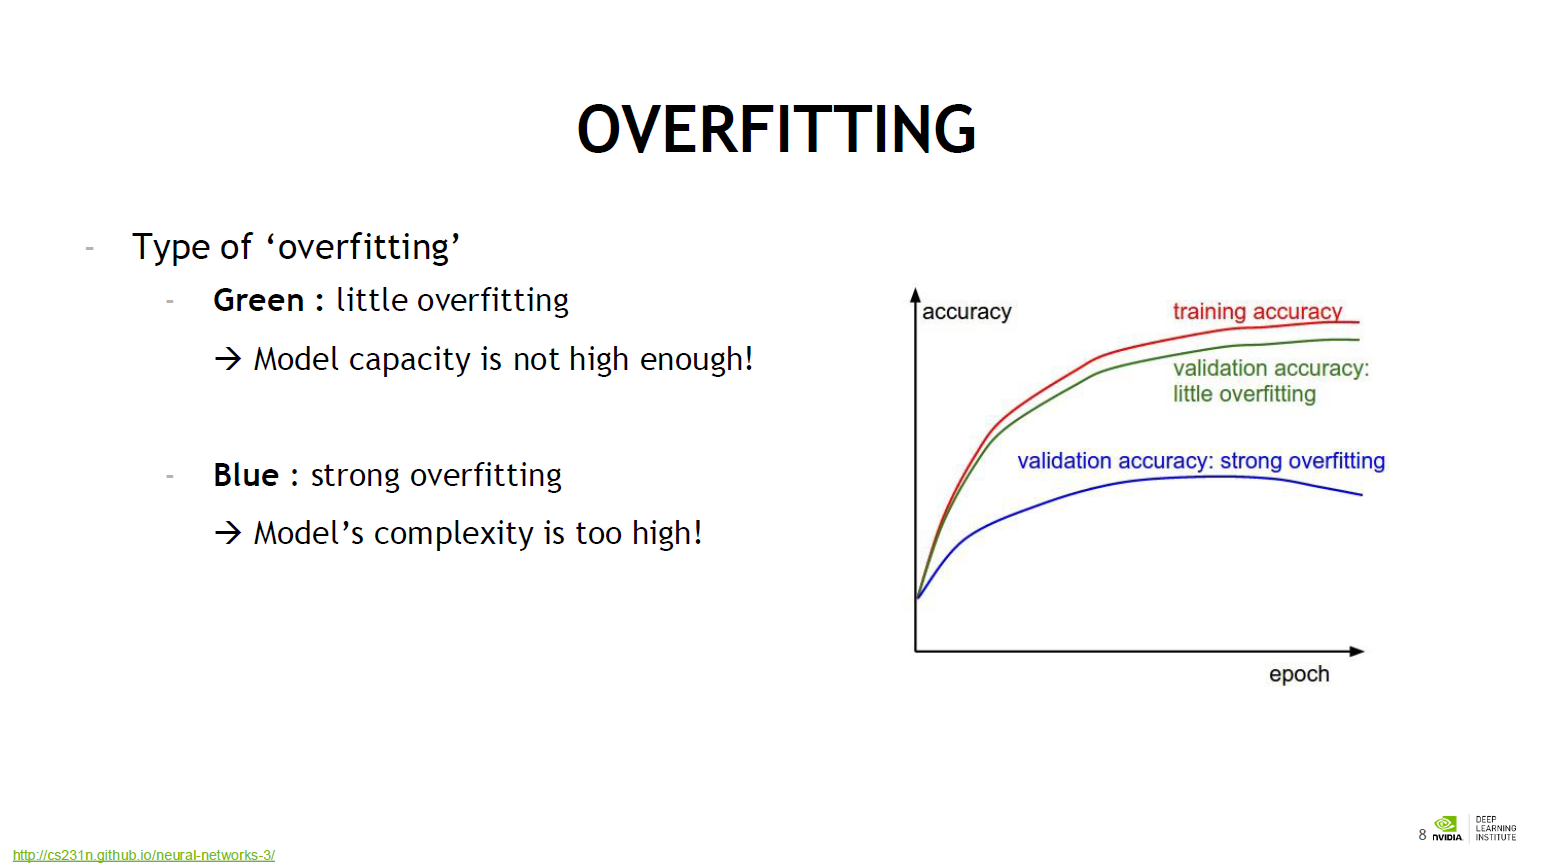 OVERFITTING
- Type of ‘overfitting’
- Green : little overfitting
→ Model capacity is not high enough!
- Blue : strong overfitting
→ Model’s complexity is too high!
accuracy
training accuracy
validation accuracy:
little overfitting
validation accuracy: strong overfitting
epoch
http://cs231n.github.io/neural-networks-3/
8
NVIDIA
DEEP
LEARNING
INSTITUTE